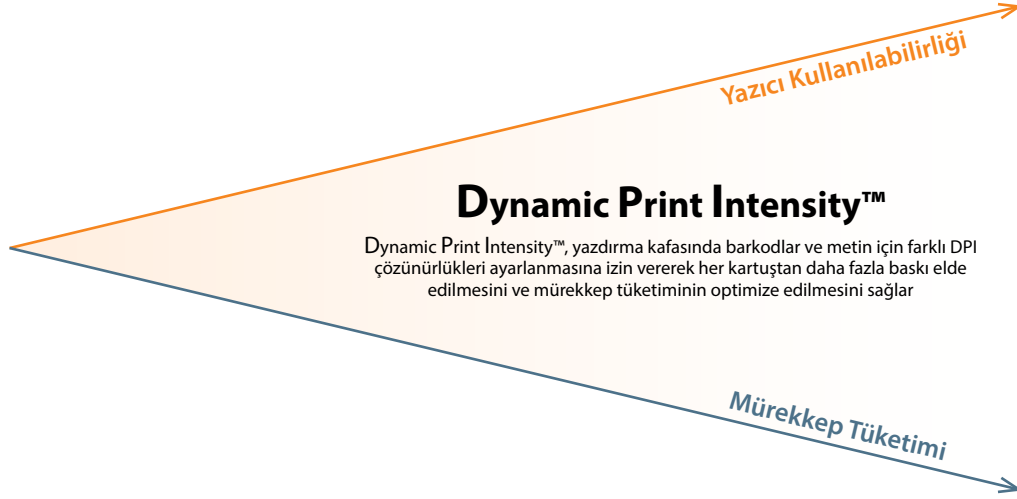 Yazıcı Kullanılabilirliği
Dynamic Print Intensity™
Dynamic Print Intensity™, yazdırma kafasında barkodlar ve metin için farklı DPI
çözünürlükleri ayarlanmasına izin vererek her kartuştan daha fazla baskı elde
edilmesini ve mürekkep tüketiminin optimize edilmesini sağlar
Mürekkep Tüketimi